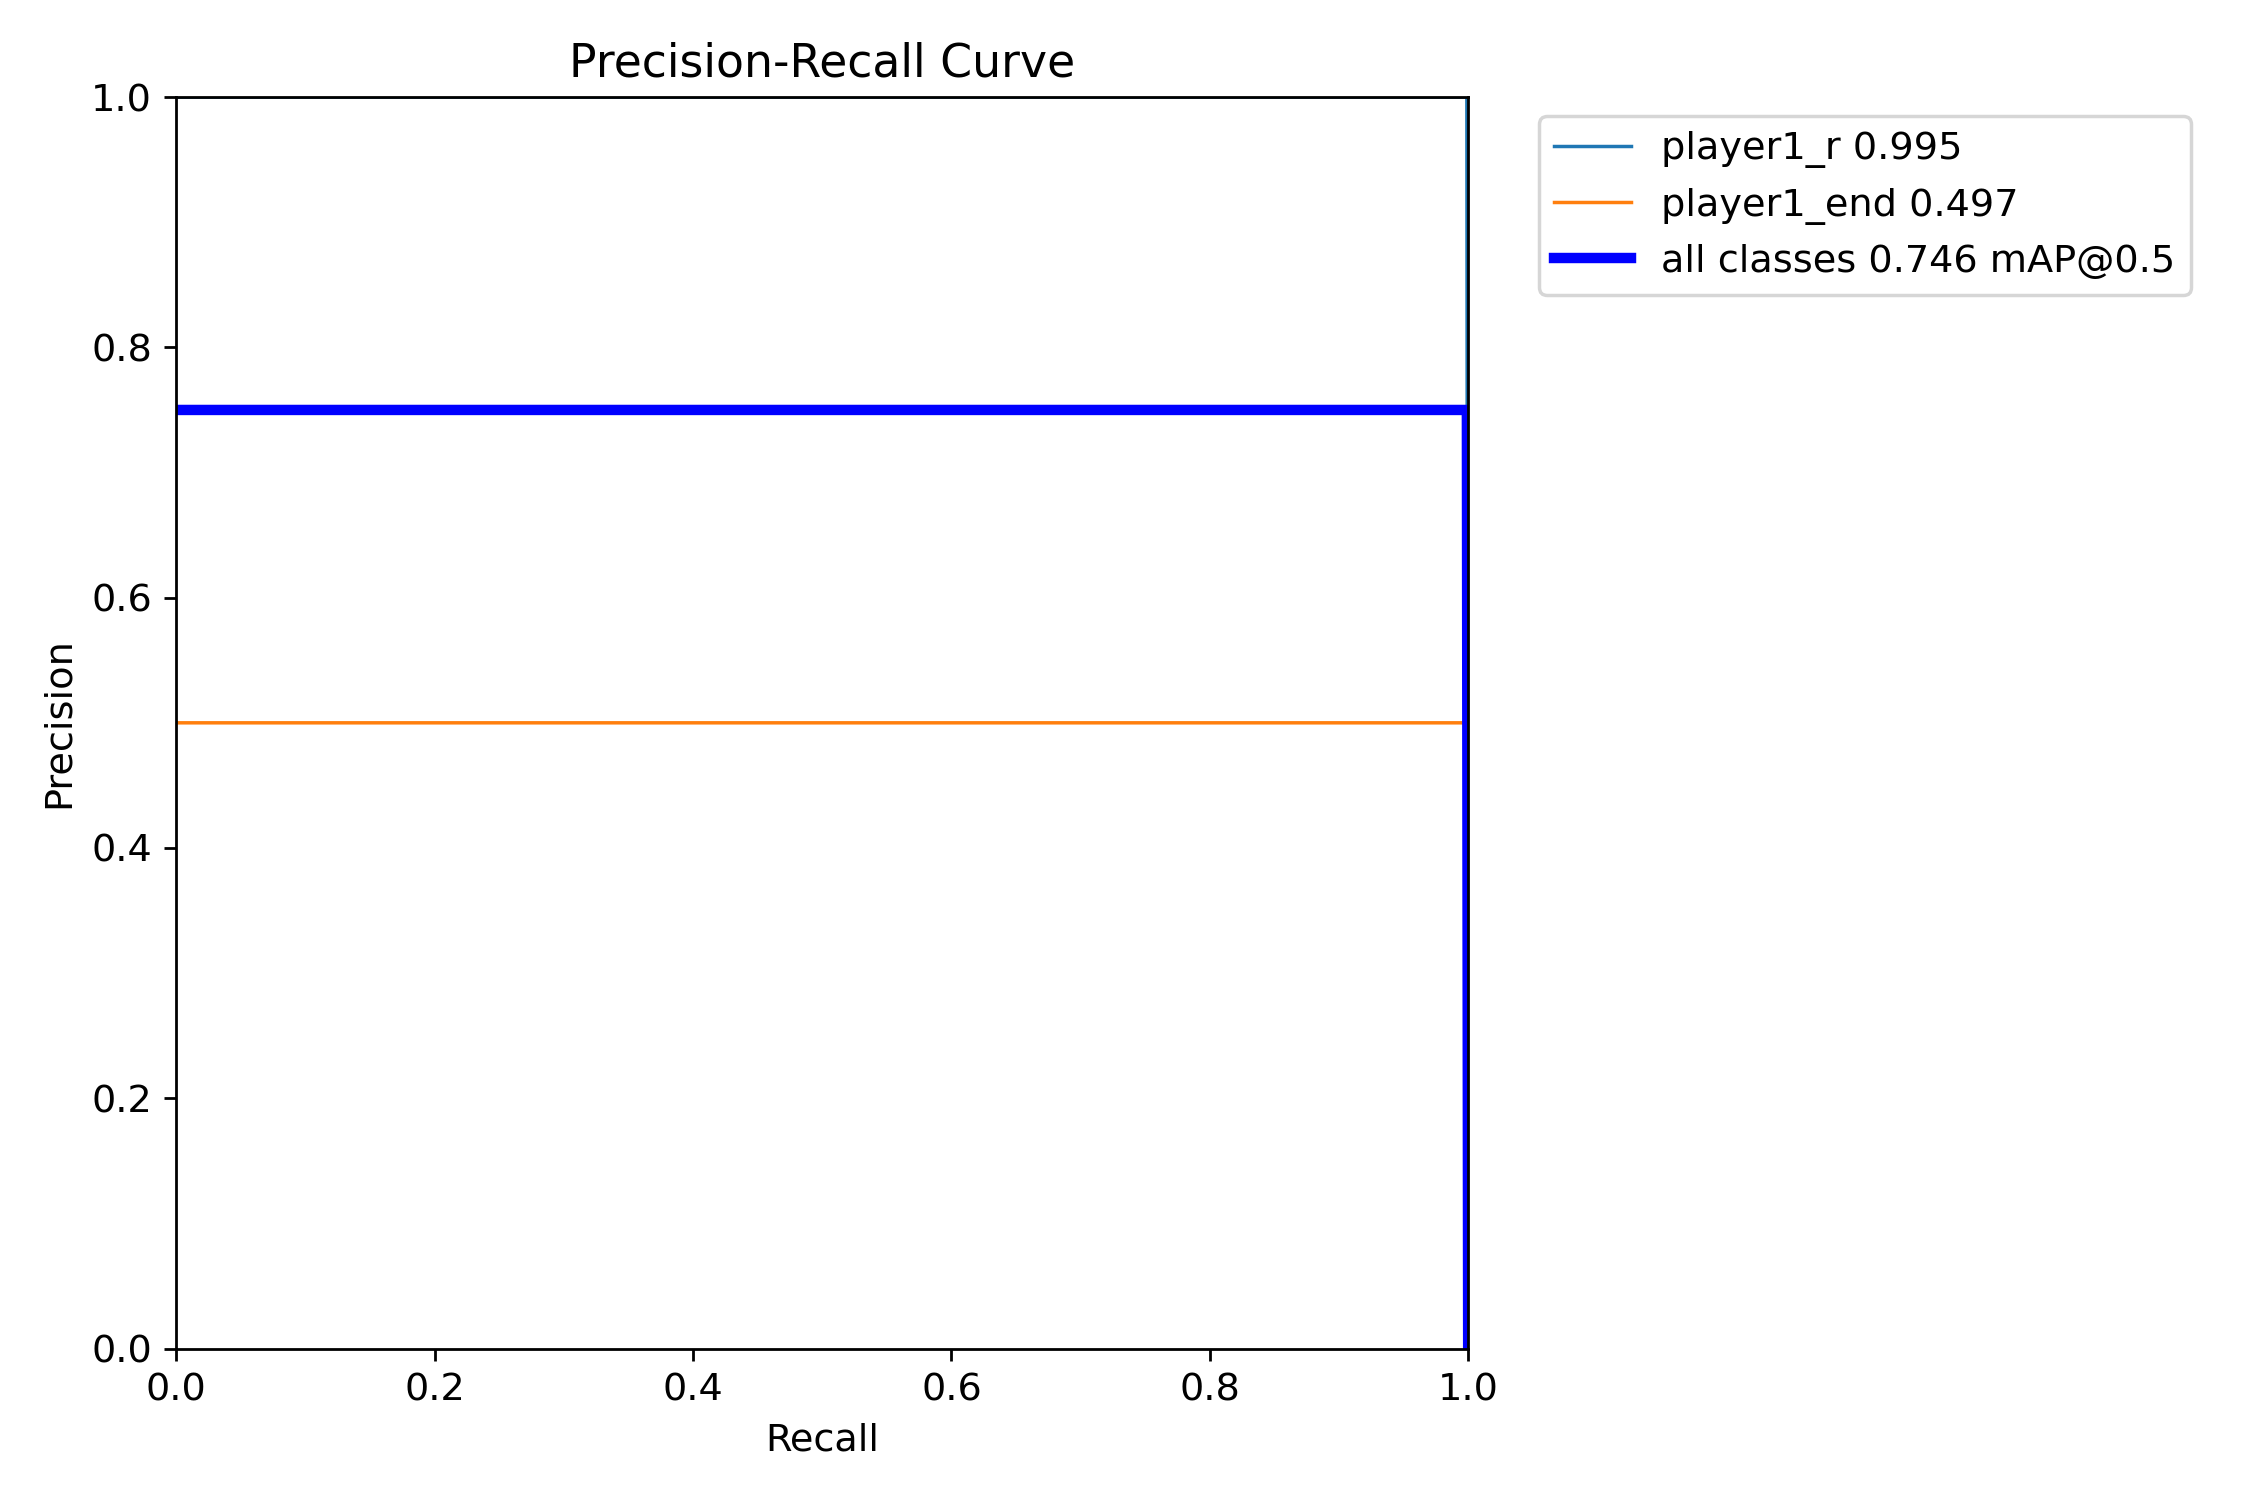 Precision-Recall Curve
1.0
0.8
0.6
0.4
0.2
0.0
Precision
0.0 0.2 0.4 0.6 0.8 1.0
Recall
player1_r 0.995
player1_end 0.497
all classes 0.746 mAP@0.5